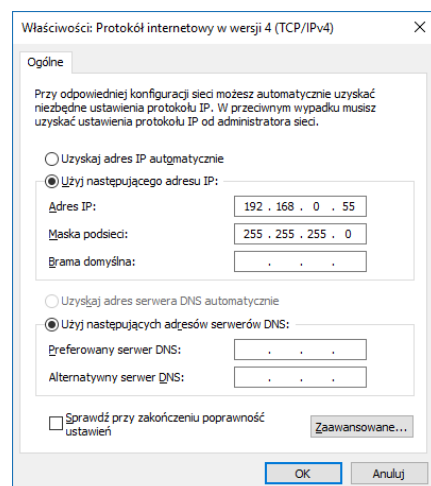 Właściwości: Protokół internetowy w wersji 4 (TCP/IPv4)
Ogólne
Przy odpowiedniej konfiguracji sieci możesz automatycznie uzyskać
niezbędne ustawienia protokołu IP. W przeciwnym wypadku musisz
uzyskać ustawienia protokołu IP od administratora sieci.
Uzyskaj adres IP automatycznie
Użyj następującego adresu IP:
Adres IP: 192 . 168 . 0 . 55
Maska podsieci: 255 . 255 . 255 . 0
Brama domyślna: . . .
Uzyskaj adres serwera DNS automatycznie
Użyj następujących adresów serwerów DNS:
Preferowany serwer DNS: . . .
Alternatywny serwer DNS: . . .
Sprawdź przy zakończeniu poprawność
ustawień
Zaawansowane...
OK Anuluj